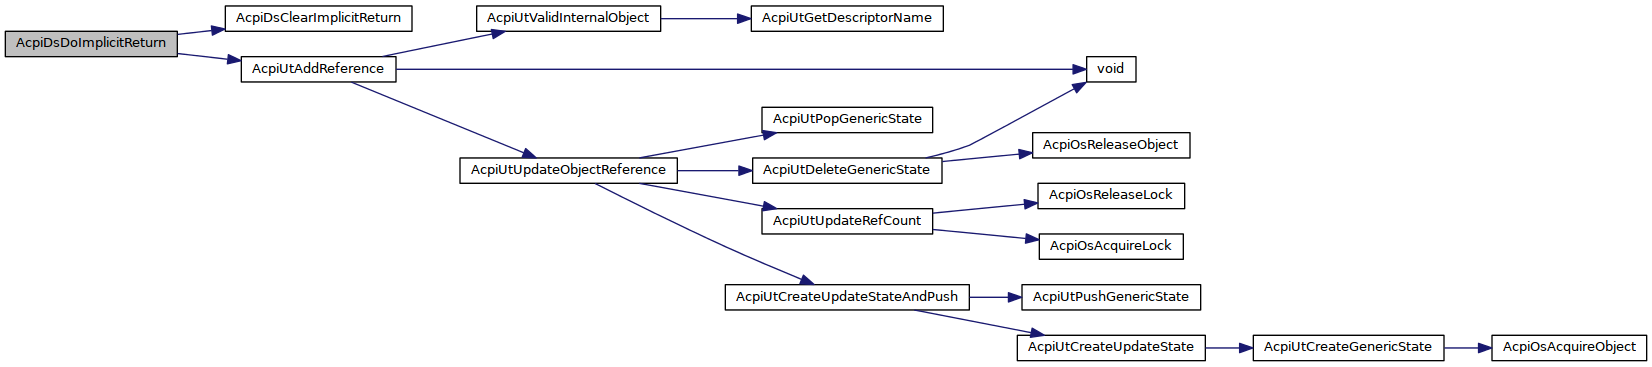 AcpiDsDoImplicitReturn
AcpiDsClearImplicitReturn
AcpiUtAddReference
AcpiUtValidInternalObject
AcpiUtGetDescriptorName
void
AcpiUtUpdateObjectReference
AcpiUtPopGenericState
AcpiUtDeleteGenericState
AcpiOsReleaseObject
AcpiUtUpdateRefCount
AcpiOsReleaseLock
AcpiOsAcquireLock
AcpiUtCreateUpdateStateAndPush
AcpiUtPushGenericState
AcpiUtCreateUpdateState
AcpiUtCreateGenericState
AcpiOsAcquireObject